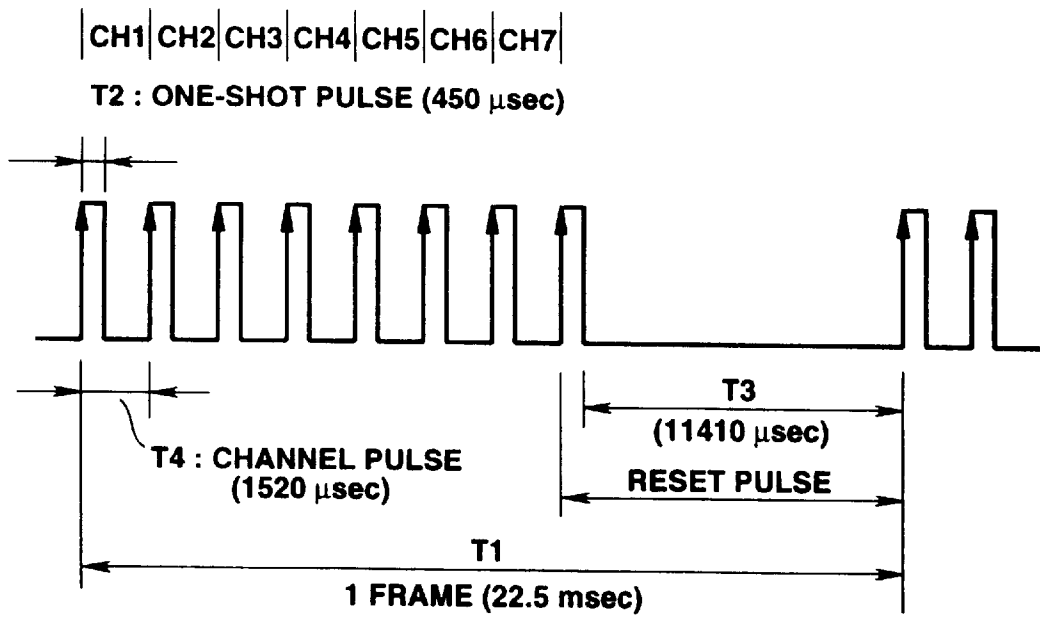 CH1 CH2 CH3 CH4 CH5 CH6 CH7
T2 : ONE-SHOT PULSE (450 μsec)
T3
(11410 μsec)
T4 : CHANNEL PULSE
(1520 μsec)
RESET PULSE
T1
1 FRAME (22.5 msec)